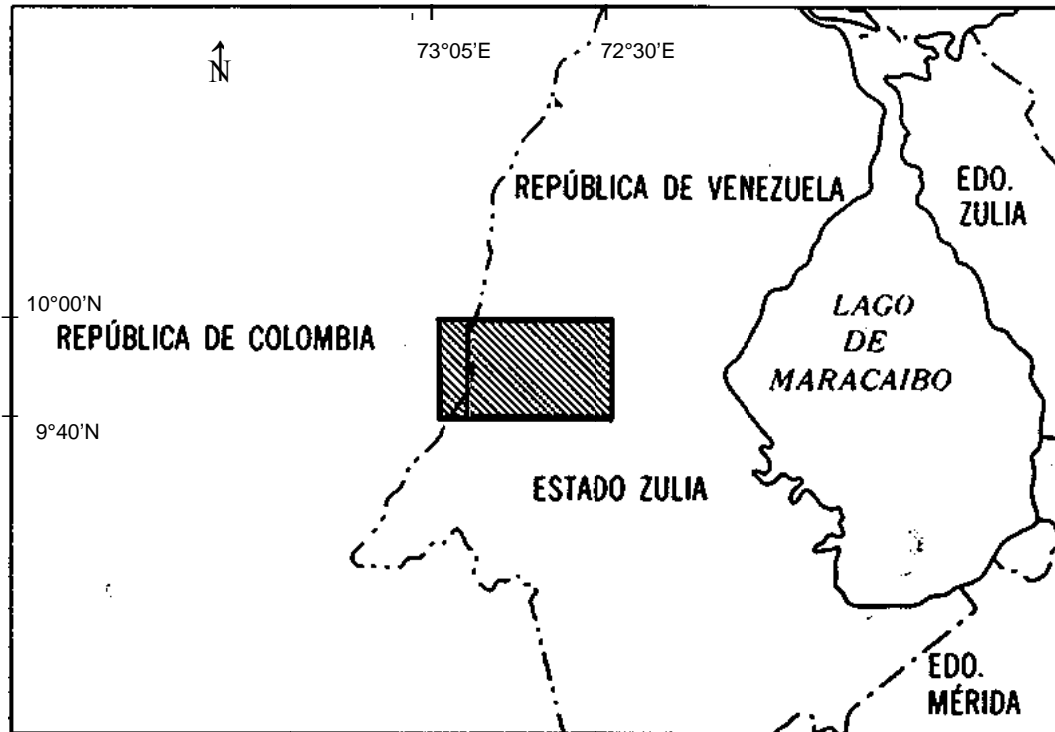 73°05’E
72°30’E
N
REPÚBLICA DE VENEZUELA
EDO.
ZULIA
10°00’N
REPÚBLICA DE COLOMBIA
LAGO
DE
MARACAIBO
9°40’N
ESTADO ZULIA
EDO.
MÉRIDA